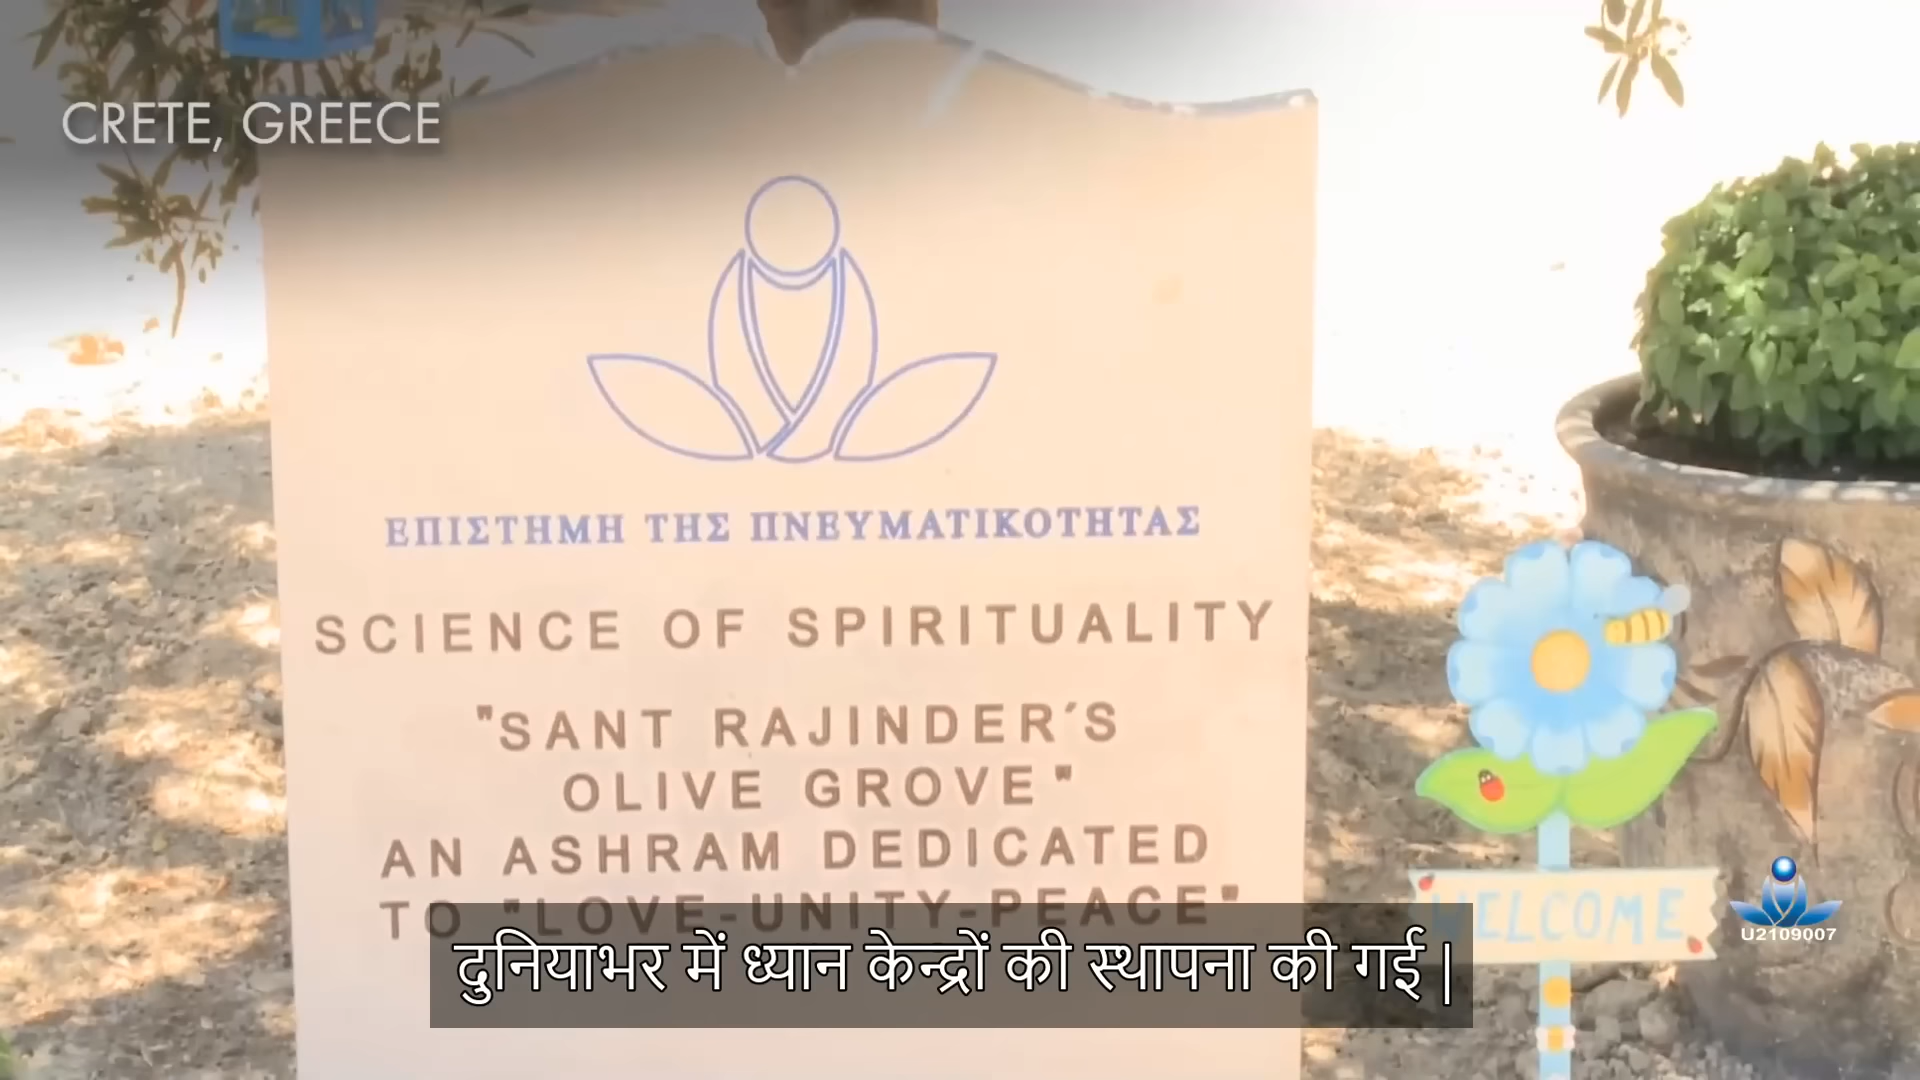 CRETE, GREECE
ΕΠΙΣΤΗΜΗ ΤΗΣ ΠΝΕΥΜΑΤΙΚΟΤΗΤΑΣ
SCIENCE OF SPIRITUALITY
"SANT RAJINDER´S
OLIVE GROVE"
AN ASHRAM DEDICATED
TO "LOVE-UNITY-PEACE"
WELCOME
U2109007
दुनियाभर में ध्यान केन्द्रों की स्थापना की गई |